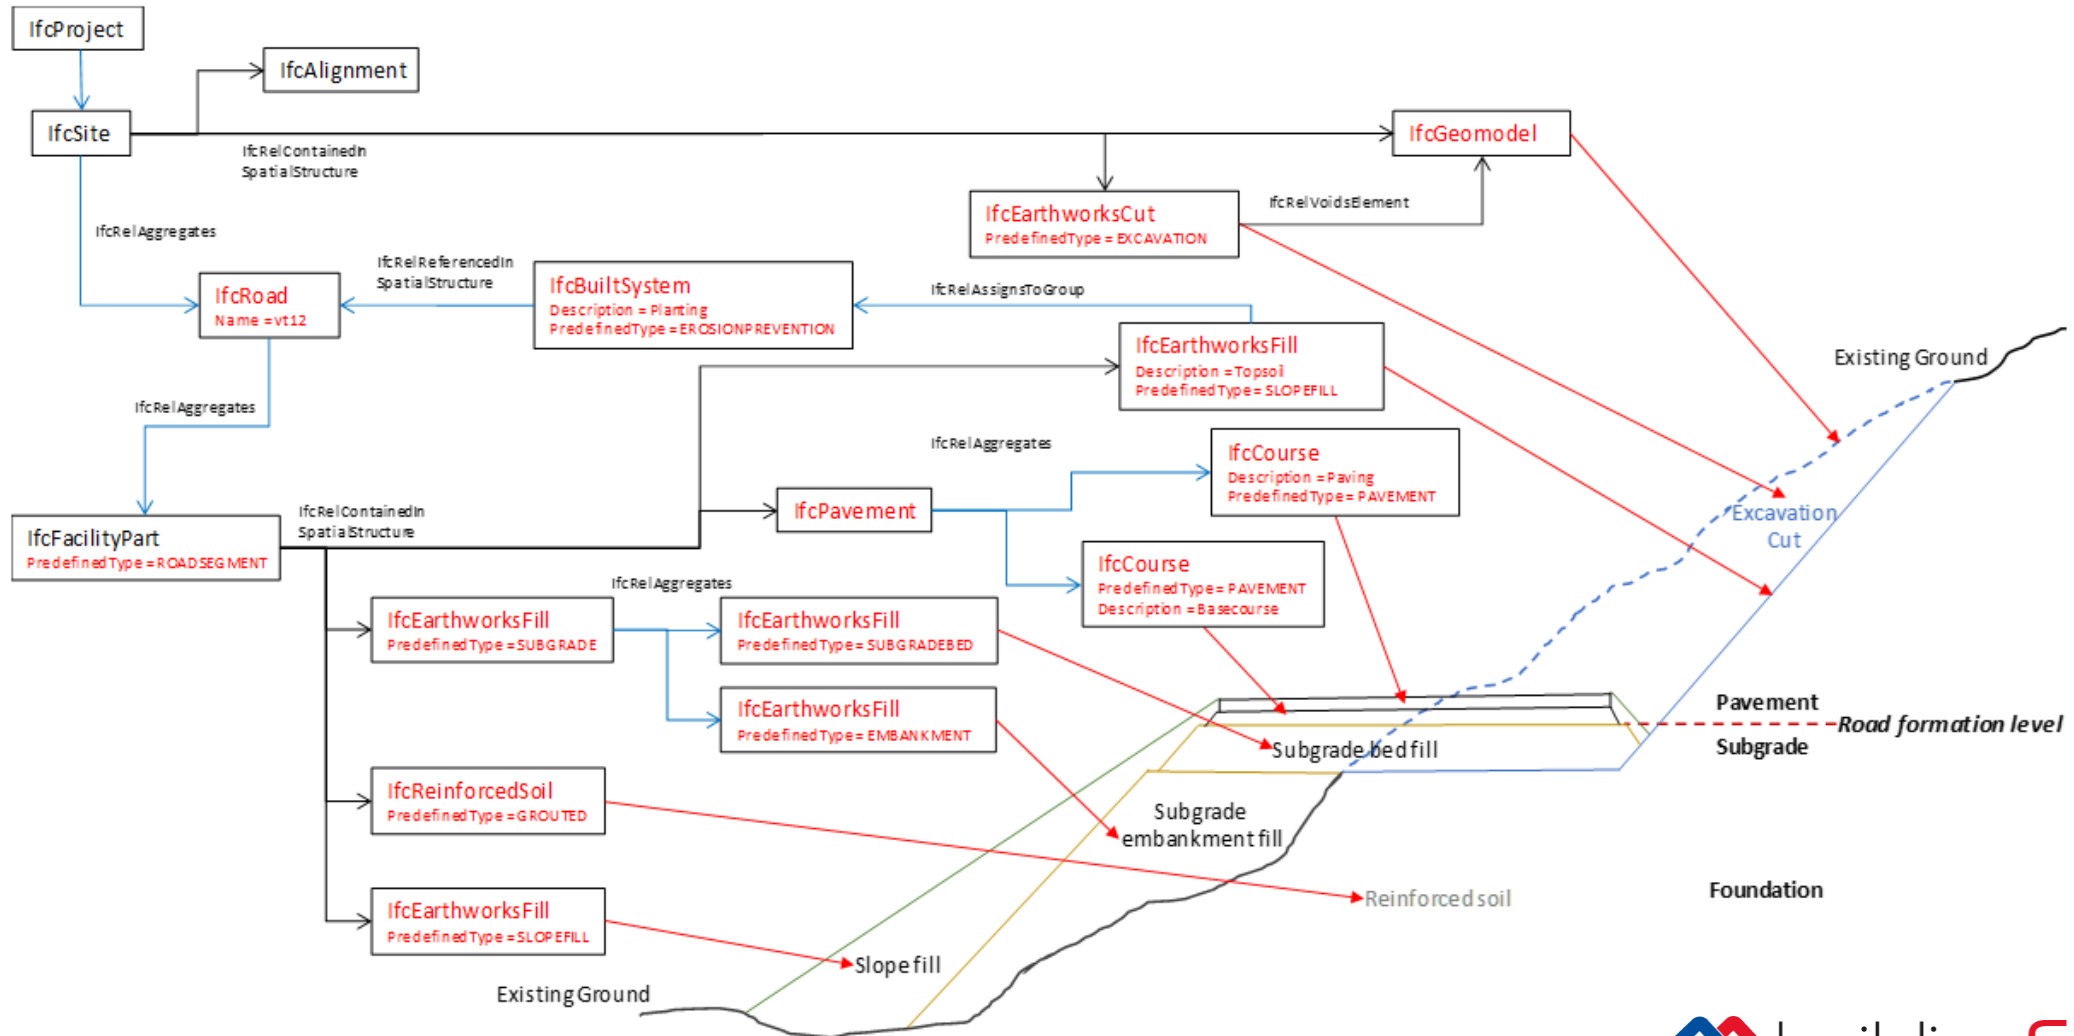 IfcProject
IfcAlignment
IfcSite
IfcRelContainedIn
SpatialStructure
IfcGeomodel
IfcEarthworksCut
PredefinedType = EXCAVATION
IfcRelVoidsElement
IfcRelAggregates
IfcRoad
Name = vt12
IfcRelReferencedIn
SpatialStructure
IfcBuiltSystem
Description = Planting
PredefinedType = EROSIONPREVENTION
IfcRelAssignsToGroup
IfcEarthworksFill
Description = Topsoil
PredefinedType = SLOPEFILL
Existing Ground
IfcRelAggregates
IfcRelAggregates
IfcCourse
Description = Paving
PredefinedType = PAVEMENT
IfcFacilityPart
PredefinedType = ROADSEGMENT
IfcRelContainedIn
SpatialStructure
IfcPavement
Excavation
Cut
IfcCourse
PredefinedType = PAVEMENT
Description = Basecourse
IfcRelAggregates
IfcEarthworksFill
PredefinedType = SUBGRADE
IfcEarthworksFill
PredefinedType = SUBGRADEBED
IfcEarthworksFill
PredefinedType = EMBANKMENT
Pavement
Road formation level
Subgrade
Subgrade bed fill
IfcReinforcedSoil
PredefinedType = GROUTED
Subgrade
embankment fill
Reinforced soil
Foundation
IfcEarthworksFill
PredefinedType = SLOPEFILL
Slope fill
Existing Ground